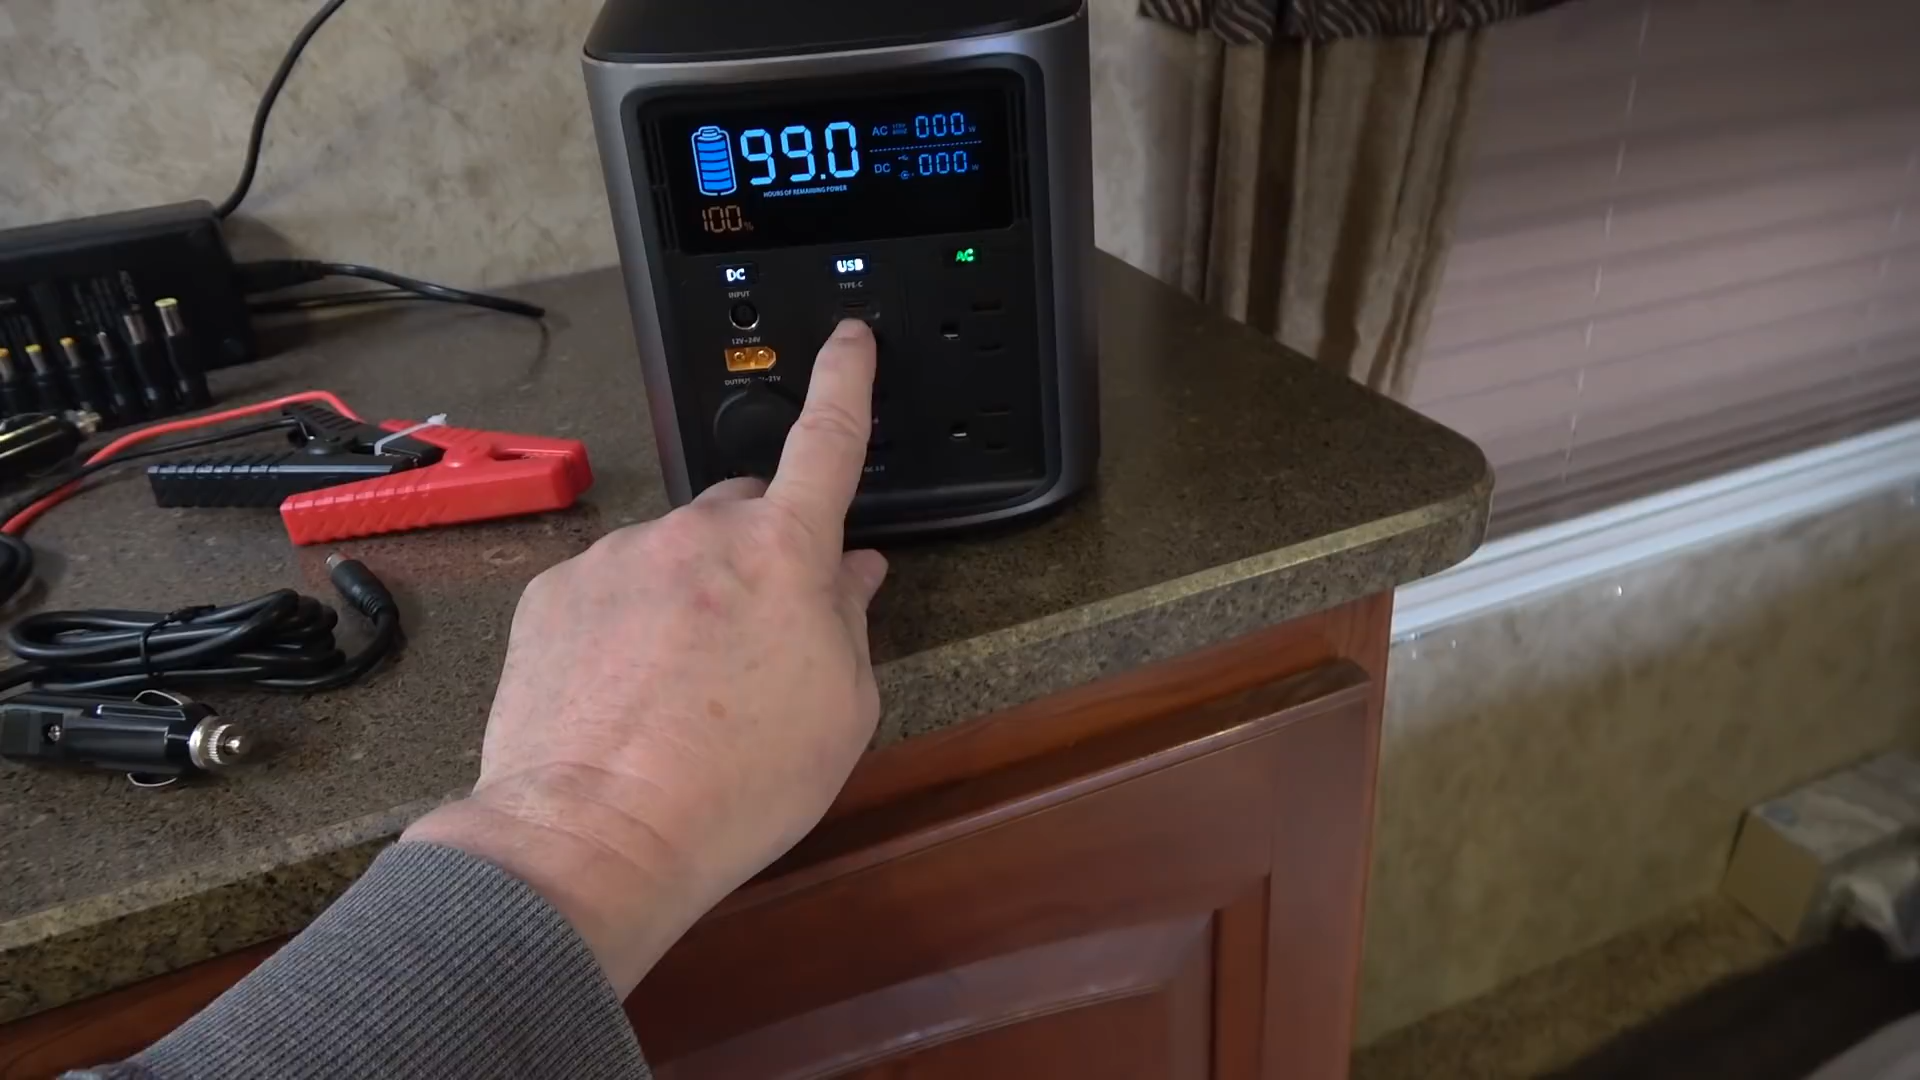 99.0
HOURS OF REMAINING POWER
AC 000 W
DC 000 W
100%
DC
USB
AC
INPUT
TYPE-C
12V-24V